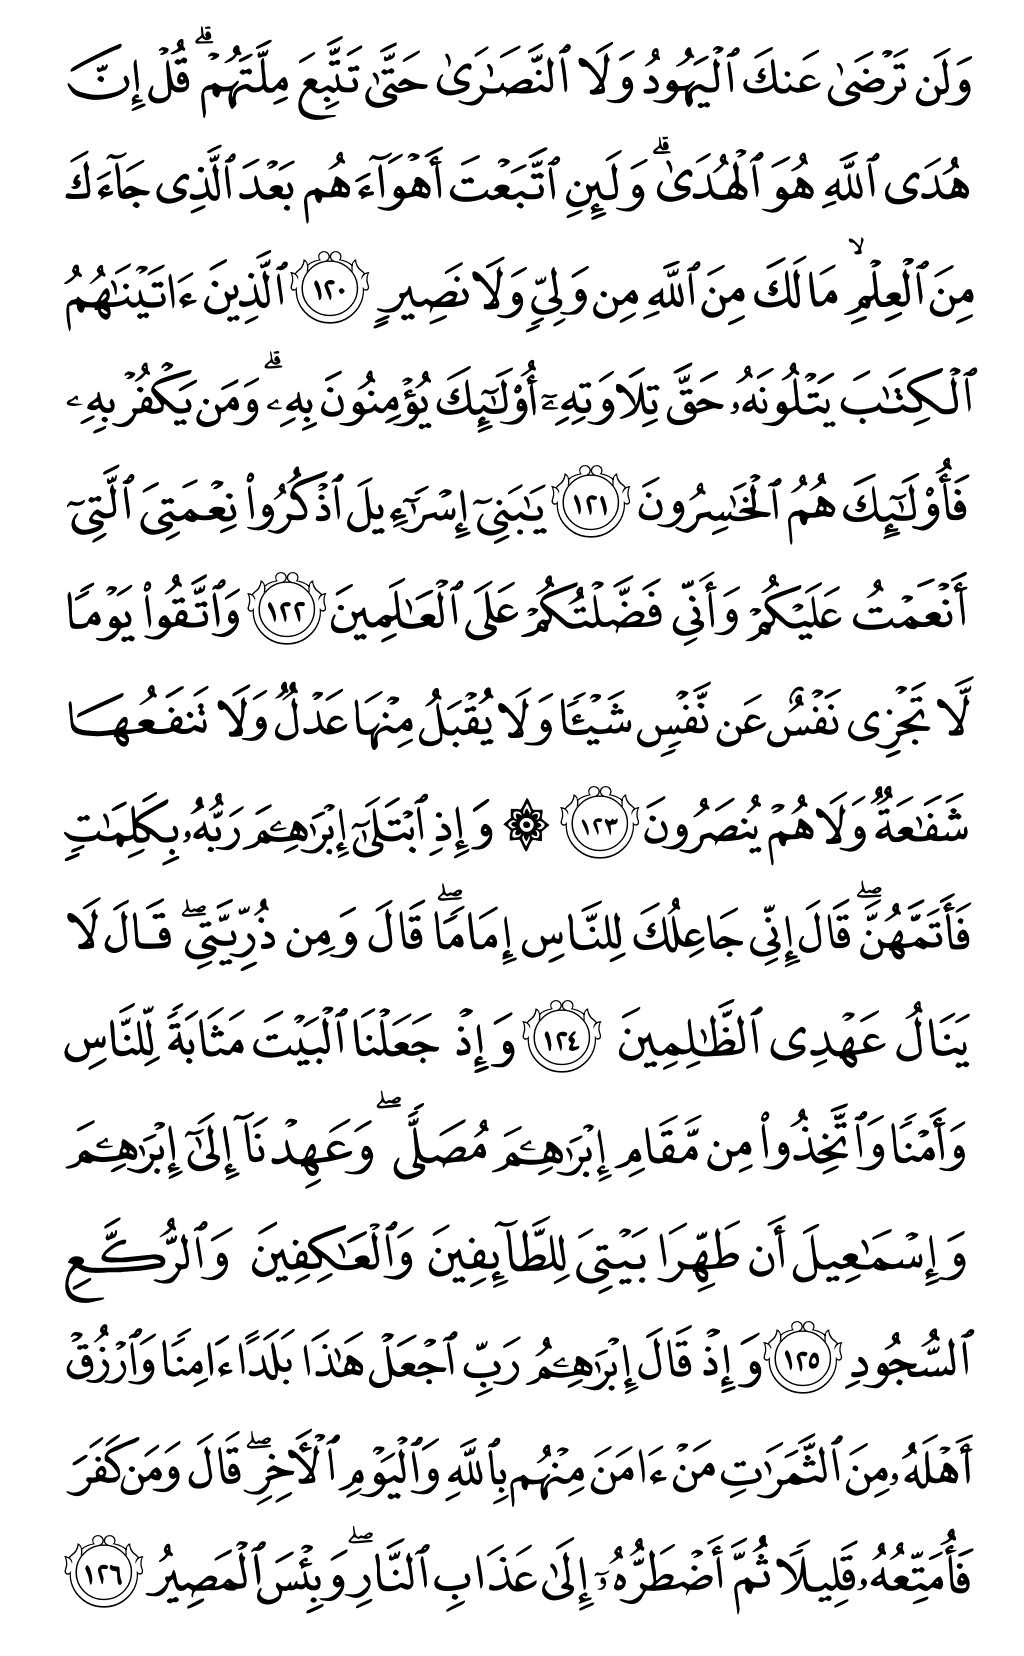 وَلَن تَرْضَىٰ عَنكَ ٱلْيَهُودُ وَلَا ٱلنَّصَـٰرَىٰ حَتَّىٰ تَتَّبِعَ مِلَّتَهُمْ ۗ قُلْ إِنَّ
هُدَى ٱللَّهِ هُوَ ٱلْهُدَىٰ ۗ وَلَئِنِ ٱتَّبَعْتَ أَهْوَآءَهُم بَعْدَ ٱلَّذِى جَآءَكَ
مِنَ ٱلْعِلْمِ ۙ مَا لَكَ مِنَ ٱللَّهِ مِن وَلِىٍّ وَلَا نَصِيرٍ ١٢٠ ٱلَّذِينَ ءَاتَيْنَـٰهُمُ
ٱلْكِتَـٰبَ يَتْلُونَهُۥ حَقَّ تِلَاوَتِهِۦٓ أُو۟لَـٰٓئِكَ يُؤْمِنُونَ بِهِۦ ۗ وَمَن يَكْفُرْ بِهِۦ
فَأُو۟لَـٰٓئِكَ هُمُ ٱلْخَـٰسِرُونَ ١٢١ يَـٰبَنِىٓ إِسْرَٰٓءِيلَ ٱذْكُرُوا۟ نِعْمَتِىَ ٱلَّتِىٓ
أَنْعَمْتُ عَلَيْكُمْ وَأَنِّى فَضَّلْتُكُمْ عَلَى ٱلْعَـٰلَمِينَ ١٢٢ وَٱتَّقُوا۟ يَوْمًا
لَّا تَجْزِى نَفْسٌ عَن نَّفْسٍ شَيْـًٔا وَلَا يُقْبَلُ مِنْهَا عَدْلٌ وَلَا تَنفَعُهَا
شَفَـٰعَةٌ وَلَا هُمْ يُنصَرُونَ ١٢٣ ۞ وَإِذِ ٱبْتَلَىٰٓ إِبْرَٰهِـۧمَ رَبُّهُۥ بِكَلِمَـٰتٍ
فَأَتَمَّهُنَّ ۖ قَالَ إِنِّى جَاعِلُكَ لِلنَّاسِ إِمَامًا ۖ قَالَ وَمِن ذُرِّيَّتِى ۖ قَالَ لَا
يَنَالُ عَهْدِى ٱلظَّـٰلِمِينَ ١٢٤ وَإِذْ جَعَلْنَا ٱلْبَيْتَ مَثَابَةً لِّلنَّاسِ
وَأَمْنًا وَٱتَّخِذُوا۟ مِن مَّقَامِ إِبْرَٰهِـۧمَ مُصَلًّى ۖ وَعَهِدْنَآ إِلَىٰٓ إِبْرَٰهِـۧمَ
وَإِسْمَـٰعِيلَ أَن طَهِّرَا بَيْتِىَ لِلطَّآئِفِينَ وَٱلْعَـٰكِفِينَ وَٱلرُّكَّعِ
ٱلسُّجُودِ ١٢٥ وَإِذْ قَالَ إِبْرَٰهِـۧمُ رَبِّ ٱجْعَلْ هَـٰذَا بَلَدًا ءَامِنًا وَٱرْزُقْ
أَهْلَهُۥ مِنَ ٱلثَّمَرَٰتِ مَنْ ءَامَنَ مِنْهُم بِٱللَّهِ وَٱلْيَوْمِ ٱلْـَٔاخِرِ ۖ قَالَ وَمَن كَفَرَ
فَأُمَتِّعُهُۥ قَلِيلًا ثُمَّ أَضْطَرُّهُۥٓ إِلَىٰ عَذَابِ ٱلنَّارِ ۖ وَبِئْسَ ٱلْمَصِيرُ ١٢٦